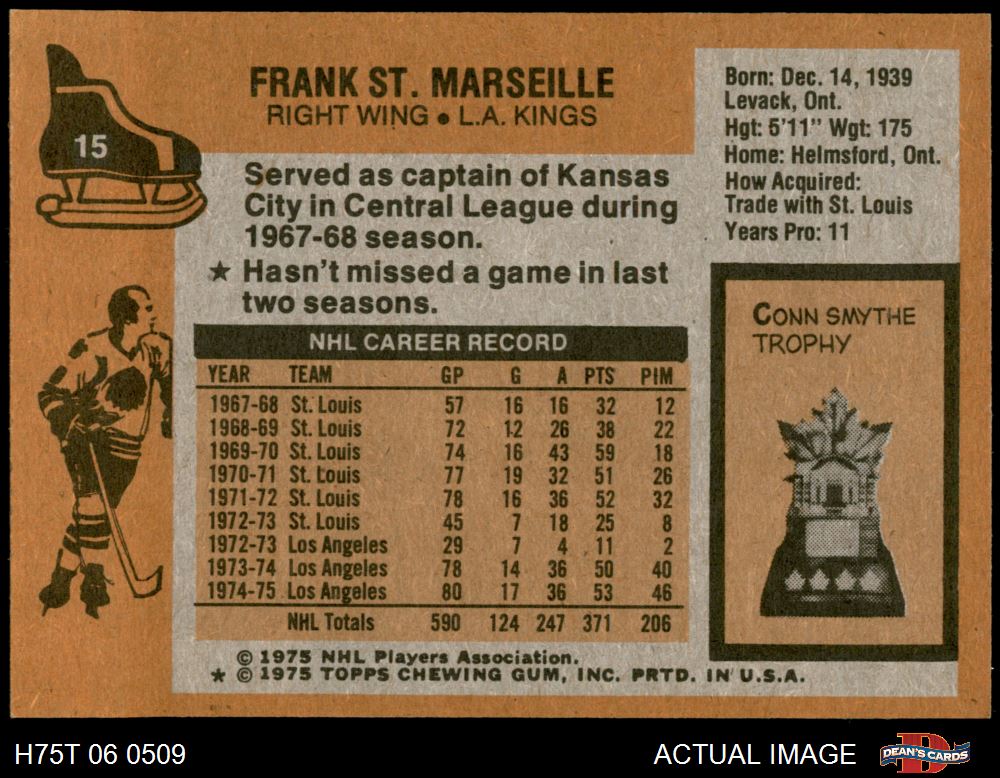 15
FRANK ST. MARSEILLE
RIGHT WING • L.A. KINGS
Served as captain of Kansas
City in Central League during
1967-68 season.
★ Hasn't missed a game in last
two seasons.
Born: Dec. 14, 1939
Levack, Ont.
Hgt: 5'11" Wgt: 175
Home: Helmsford, Ont.
How Acquired:
Trade with St. Louis
Years Pro: 11
NHL CAREER RECORD
YEAR TEAM GP G A PTS PIM
1967-68 St. Louis 57 16 16 32 12
1968-69 St. Louis 72 12 26 38 22
1969-70 St. Louis 74 16 43 59 18
1970-71 St. Louis 77 19 32 51 26
1971-72 St. Louis 78 16 36 52 32
1972-73 St. Louis 45 7 18 25 8
1972-73 Los Angeles 29 7 4 11 2
1973-74 Los Angeles 78 14 36 50 40
1974-75 Los Angeles 80 17 36 53 46
NHL Totals 590 124 247 371 206
CONN SMYTHE
TROPHY
© 1975 NHL Players Association.
★ © 1975 TOPPS CHEWING GUM, INC. PRTD. IN U.S.A.
H75T 06 0509
ACTUAL IMAGE
D
DEAN'S CARDS